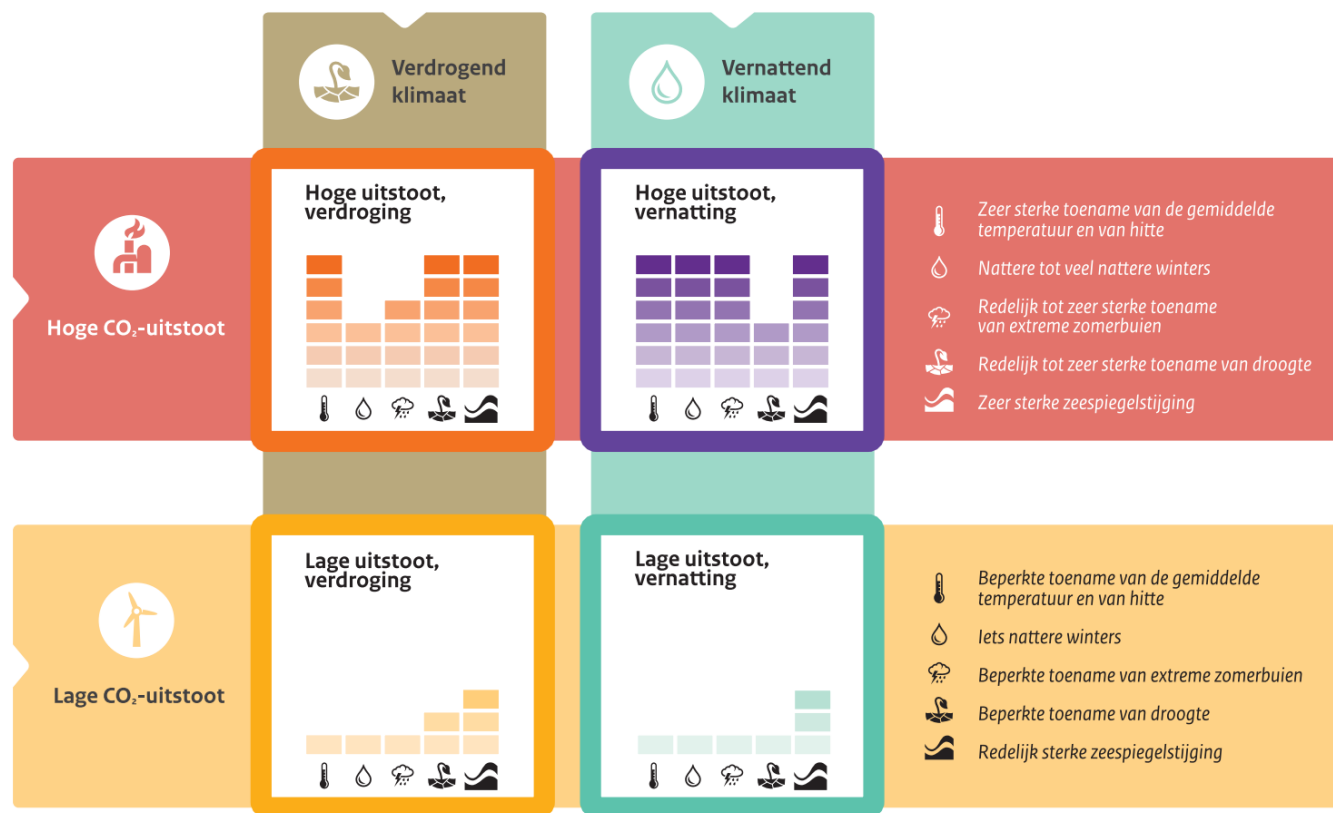 Verdrogend
klimaat
Vernattend
klimaat
Hoge CO₂-uitstoot
Hoge uitstoot,
verdroging
Hoge uitstoot,
vernatting
Zeer sterke toename van de gemiddelde
temperatuur en van hitte
Nattere tot veel nattere winters
Redelijk tot zeer sterke toename
van extreme zomerbuien
Redelijk tot zeer sterke toename van droogte
Zeer sterke zeespiegelstijging
Lage CO₂-uitstoot
Lage uitstoot,
verdroging
Lage uitstoot,
vernatting
Beperkte toename van de gemiddelde
temperatuur en van hitte
Iets nattere winters
Beperkte toename van extreme zomerbuien
Beperkte toename van droogte
Redelijk sterke zeespiegelstijging